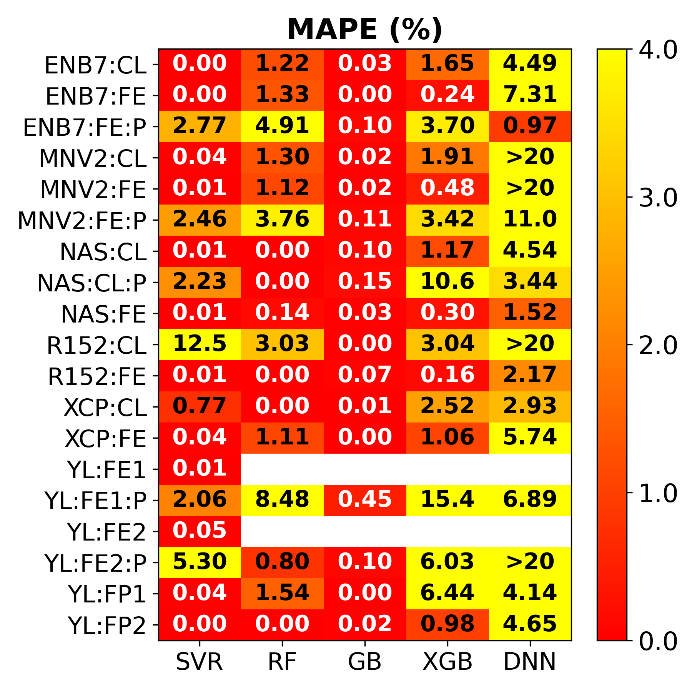 MAPE (%)
ENB7:CL 0.00 1.22 0.03 1.65 4.49
ENB7:FE 0.00 1.33 0.00 0.24 7.31
ENB7:FE:P 2.77 4.91 0.10 3.70 0.97
MNV2:CL 0.04 1.30 0.02 1.91 >20
MNV2:FE 0.01 1.12 0.02 0.48 >20
MNV2:FE:P 2.46 3.76 0.11 3.42 11.0
NAS:CL 0.01 0.00 0.10 1.17 4.54
NAS:CL:P 2.23 0.00 0.15 10.6 3.44
NAS:FE 0.01 0.14 0.03 0.30 1.52
R152:CL 12.5 3.03 0.00 3.04 >20
R152:FE 0.01 0.00 0.07 0.16 2.17
XCP:CL 0.77 0.00 0.01 2.52 2.93
XCP:FE 0.04 1.11 0.00 1.06 5.74
YL:FE1 0.01
YL:FE1:P 2.06 8.48 0.45 15.4 6.89
YL:FE2 0.05
YL:FE2:P 5.30 0.80 0.10 6.03 >20
YL:FP1 0.04 1.54 0.00 6.44 4.14
YL:FP2 0.00 0.00 0.02 0.98 4.65
SVR RF GB XGB DNN
4.0
3.0
2.0
1.0
0.0